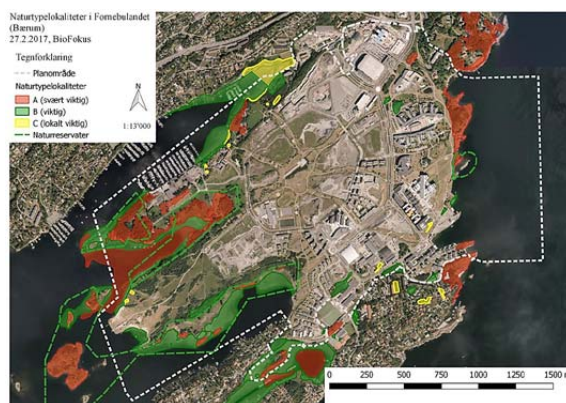 Naturtypelokaliteter i Fornebulandet
(Bærum)
27.2.2017, BioFokus
Tegnforklaring
Planområde
Naturtypelokaliteter
A (svært viktig)
B (viktig)
C (lokalt viktig)
Naturreservater
N
1:13'000
0 250 500 750 1000 1250 1500 m